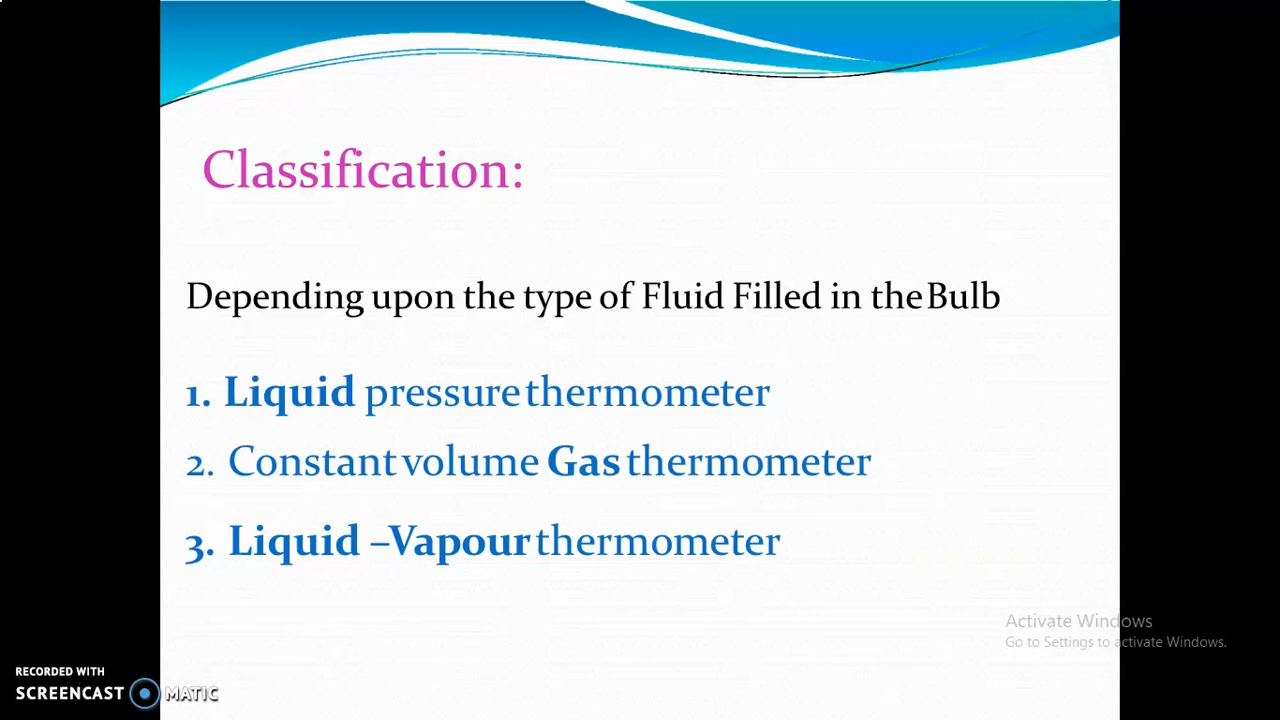 Classification:
Depending upon the type of Fluid Filled in the Bulb
1. Liquid pressure thermometer
2. Constant volume Gas thermometer
3. Liquid –Vapour thermometer
Activate Windows
Go to Settings to activate Windows.
RECORDED WITH
SCREENCAST MATIC